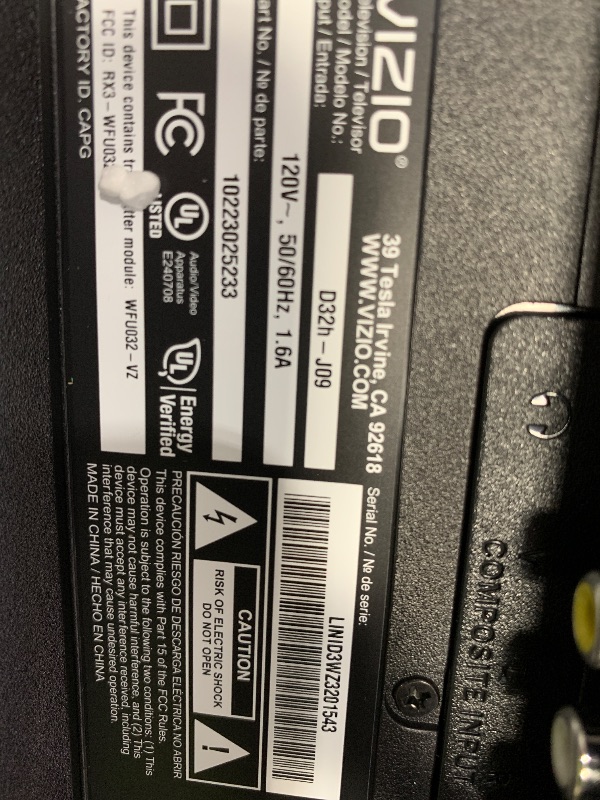 VIZIO®
39 Tesla Irvine, CA 92618
WWW.VIZIO.COM
Television / Televisor
Model / Modelo No.:
D32h – J09
Input / Entrada:
120V~, 50/60Hz, 1.6A
Part No. / № de parte:
10223025233
FC
UL
LISTED
Audio/Video
Apparatus
E240708
UL
Energy
Verified
This device contains module: WFU032 – VZ
FCC ID: RX3 – WFU032
FACTORY ID. CAPG
Serial No. / № de serie:
LINID3WZ3201543
CAUTION
RISK OF ELECTRIC SHOCK
DO NOT OPEN
!
PRECAUCIÓN RIESGO DE DESCARGA ELÉCTRICA NO ABRIR
This device complies with Part 15 of the FCC Rules.
Operation is subject to the following two conditions: (1) This
device may not cause harmful interference, and (2) This
device must accept any interference received, including
interference that may cause undesired operation.
MADE IN CHINA / HECHO EN CHINA
COMPOSITE INPUT